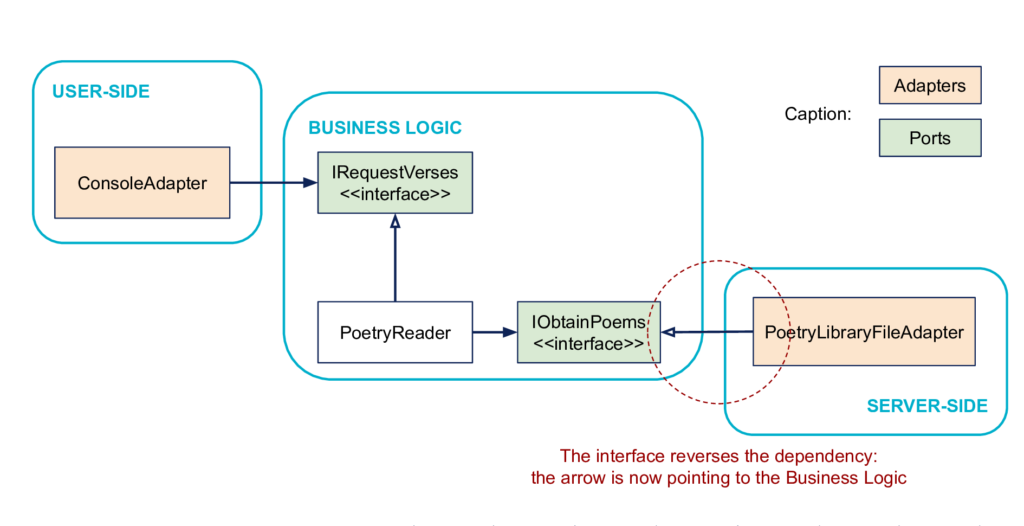 USER-SIDE
ConsoleAdapter
BUSINESS LOGIC
IRequestVerses
<<interface>>
PoetryReader
IObtainPoems
<<interface>>
Caption:
Adapters
Ports
PoetryLibraryFileAdapter
SERVER-SIDE
The interface reverses the dependency:
the arrow is now pointing to the Business Logic